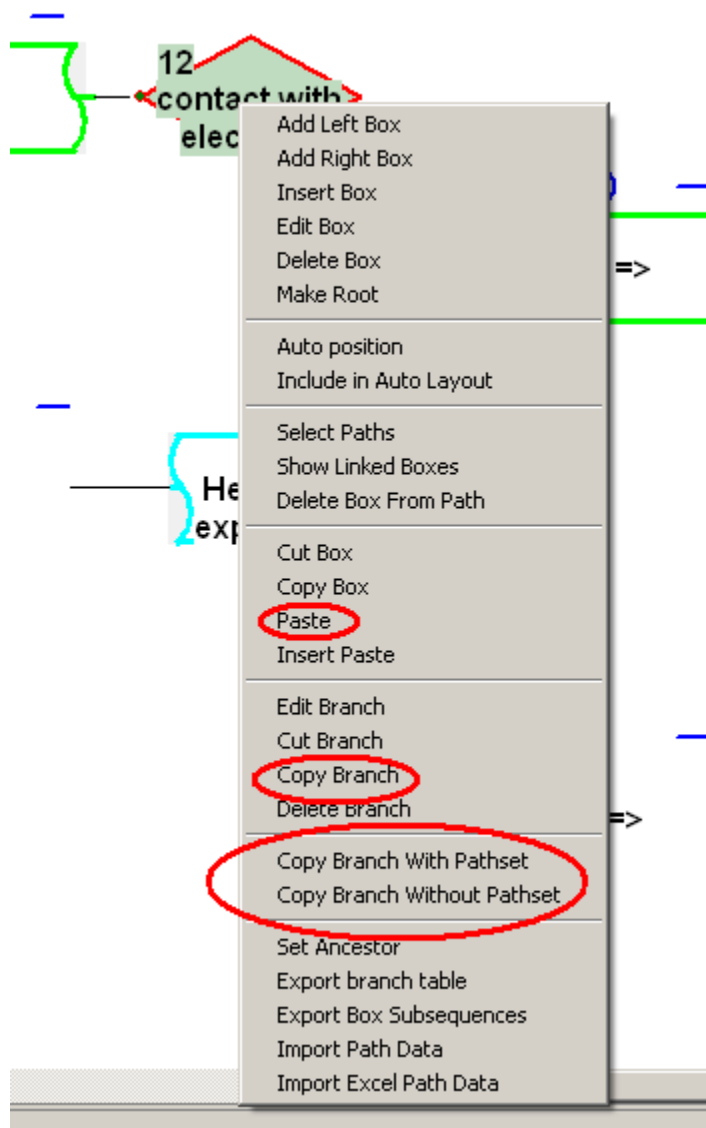 12
contact with
elec
Add Left Box
Add Right Box
Insert Box
Edit Box
Delete Box
=>
Make Root
Auto position
Include in Auto Layout
Select Paths
Show Linked Boxes
He
Delete Box From Path
exp
Cut Box
Copy Box
Paste
Insert Paste
Edit Branch
Cut Branch
Copy Branch
Delete Branch
=>
Copy Branch With Pathset
Copy Branch Without Pathset
Set Ancestor
Export branch table
Export Box Subsequences
Import Path Data
Import Excel Path Data